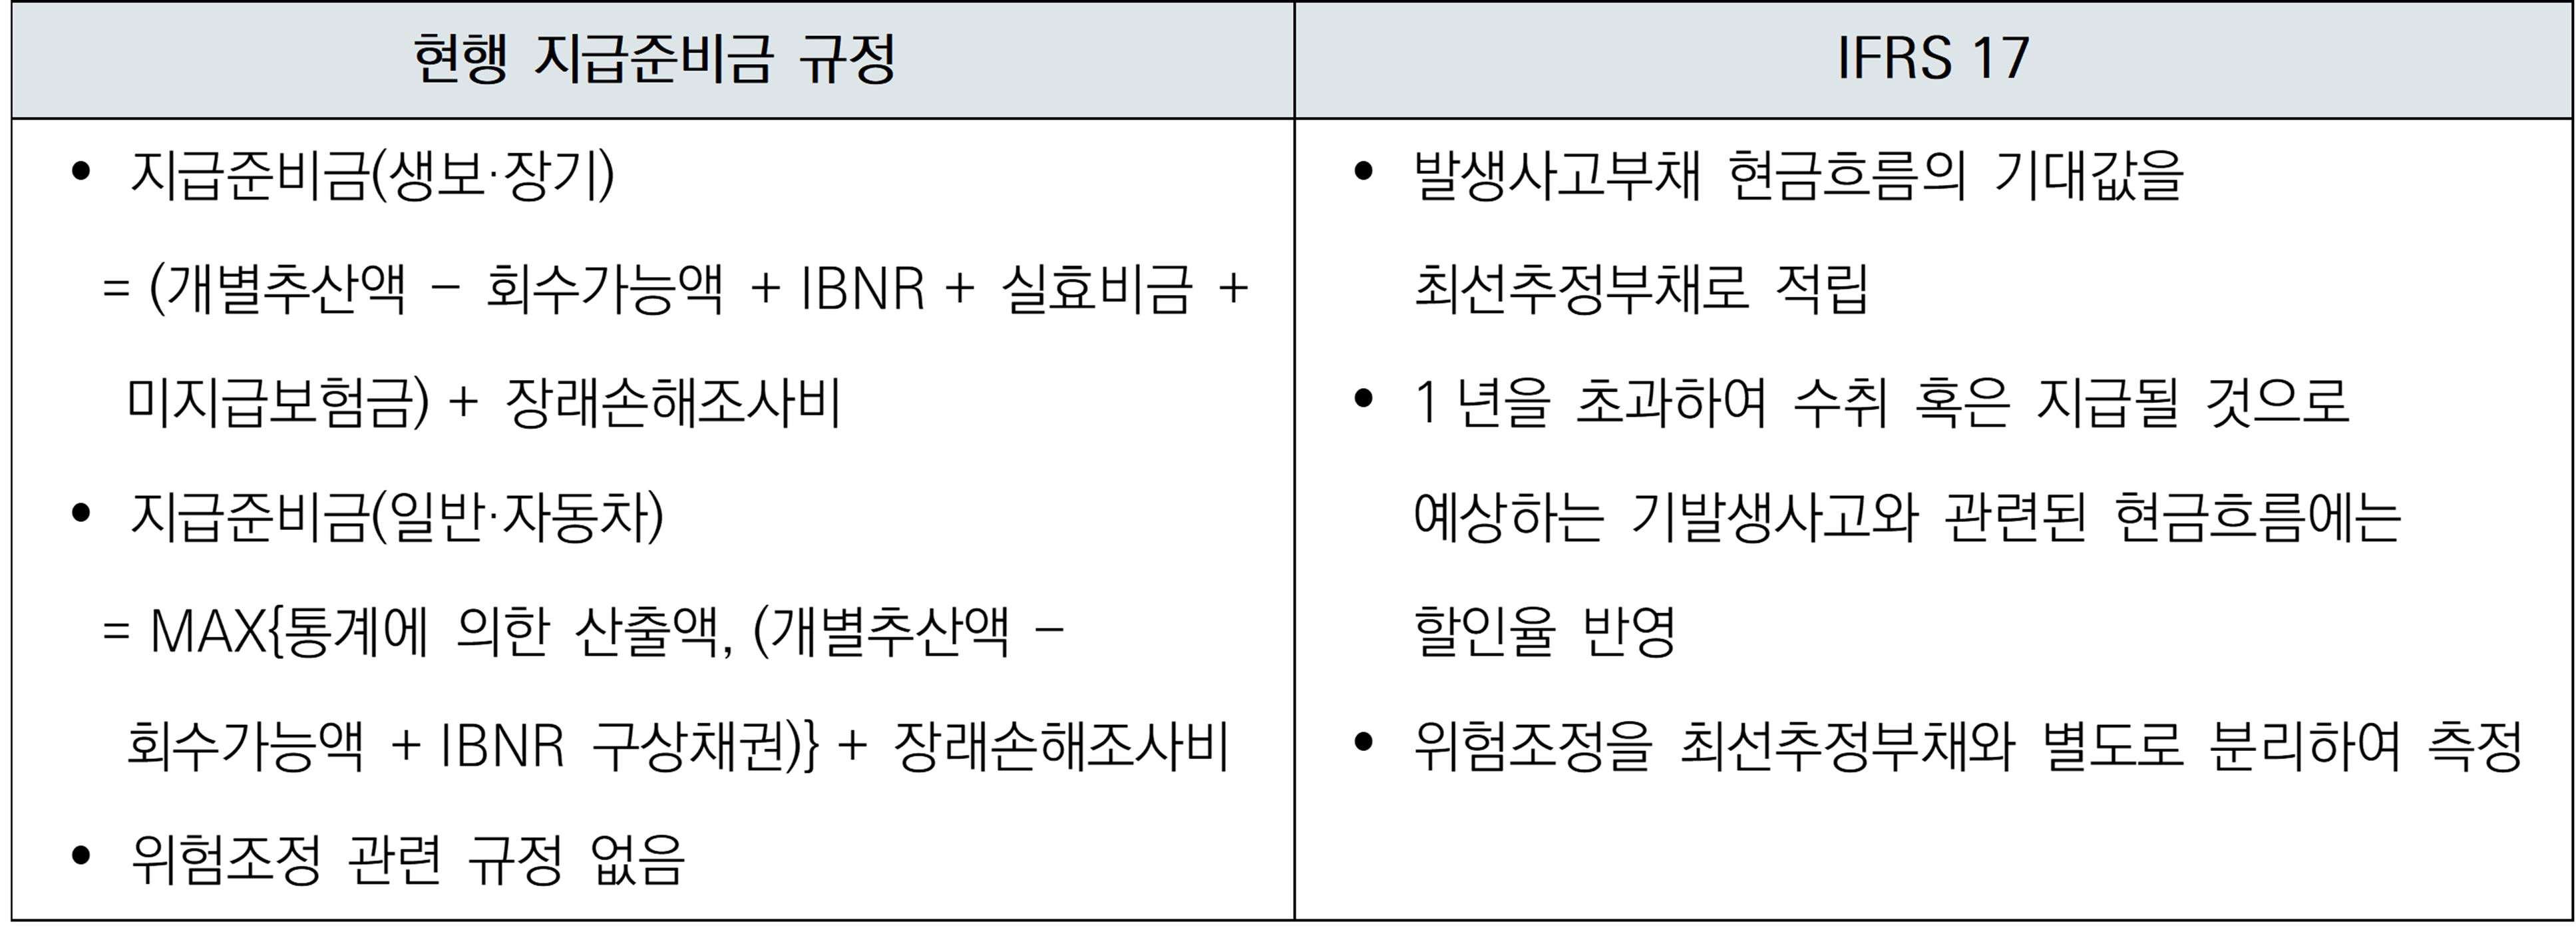 현행 지급준비금 규정
IFRS 17
• 지급준비금(생보·장기)
= (개별추산액 − 회수가능액 + IBNR + 실효비금 +
미지급보험금) + 장래손해조사비
• 지급준비금(일반·자동차)
= MAX{통계에 의한 산출액, (개별추산액 −
회수가능액 + IBNR 구상채권)} + 장래손해조사비
• 위험조정 관련 규정 없음
• 발생사고부채 현금흐름의 기대값을
최선추정부채로 적립
• 1년을 초과하여 수취 혹은 지급될 것으로
예상하는 기발생사고와 관련된 현금흐름에는
할인율 반영
• 위험조정을 최선추정부채와 별도로 분리하여 측정